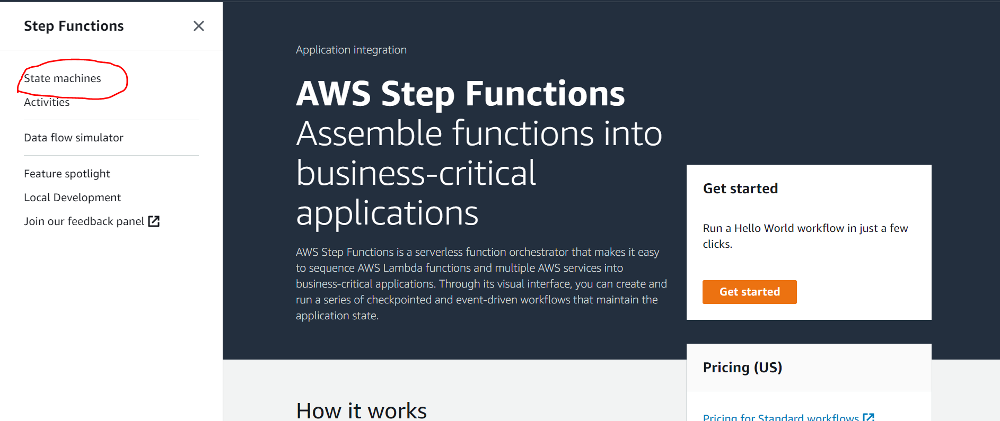 Step Functions
State machines
Activities
Data flow simulator
Feature spotlight
Local Development
Join our feedback panel
Application integration
AWS Step Functions
Assemble functions into
business-critical
applications
AWS Step Functions is a serverless function orchestrator that makes it easy
to sequence AWS Lambda functions and multiple AWS services into
business-critical applications. Through its visual interface, you can create and
run a series of checkpointed and event-driven workflows that maintain the
application state.
Get started
Run a Hello World workflow in just a few
clicks.
Get started
Pricing (US)
Pricing for Standard workflows
How it works